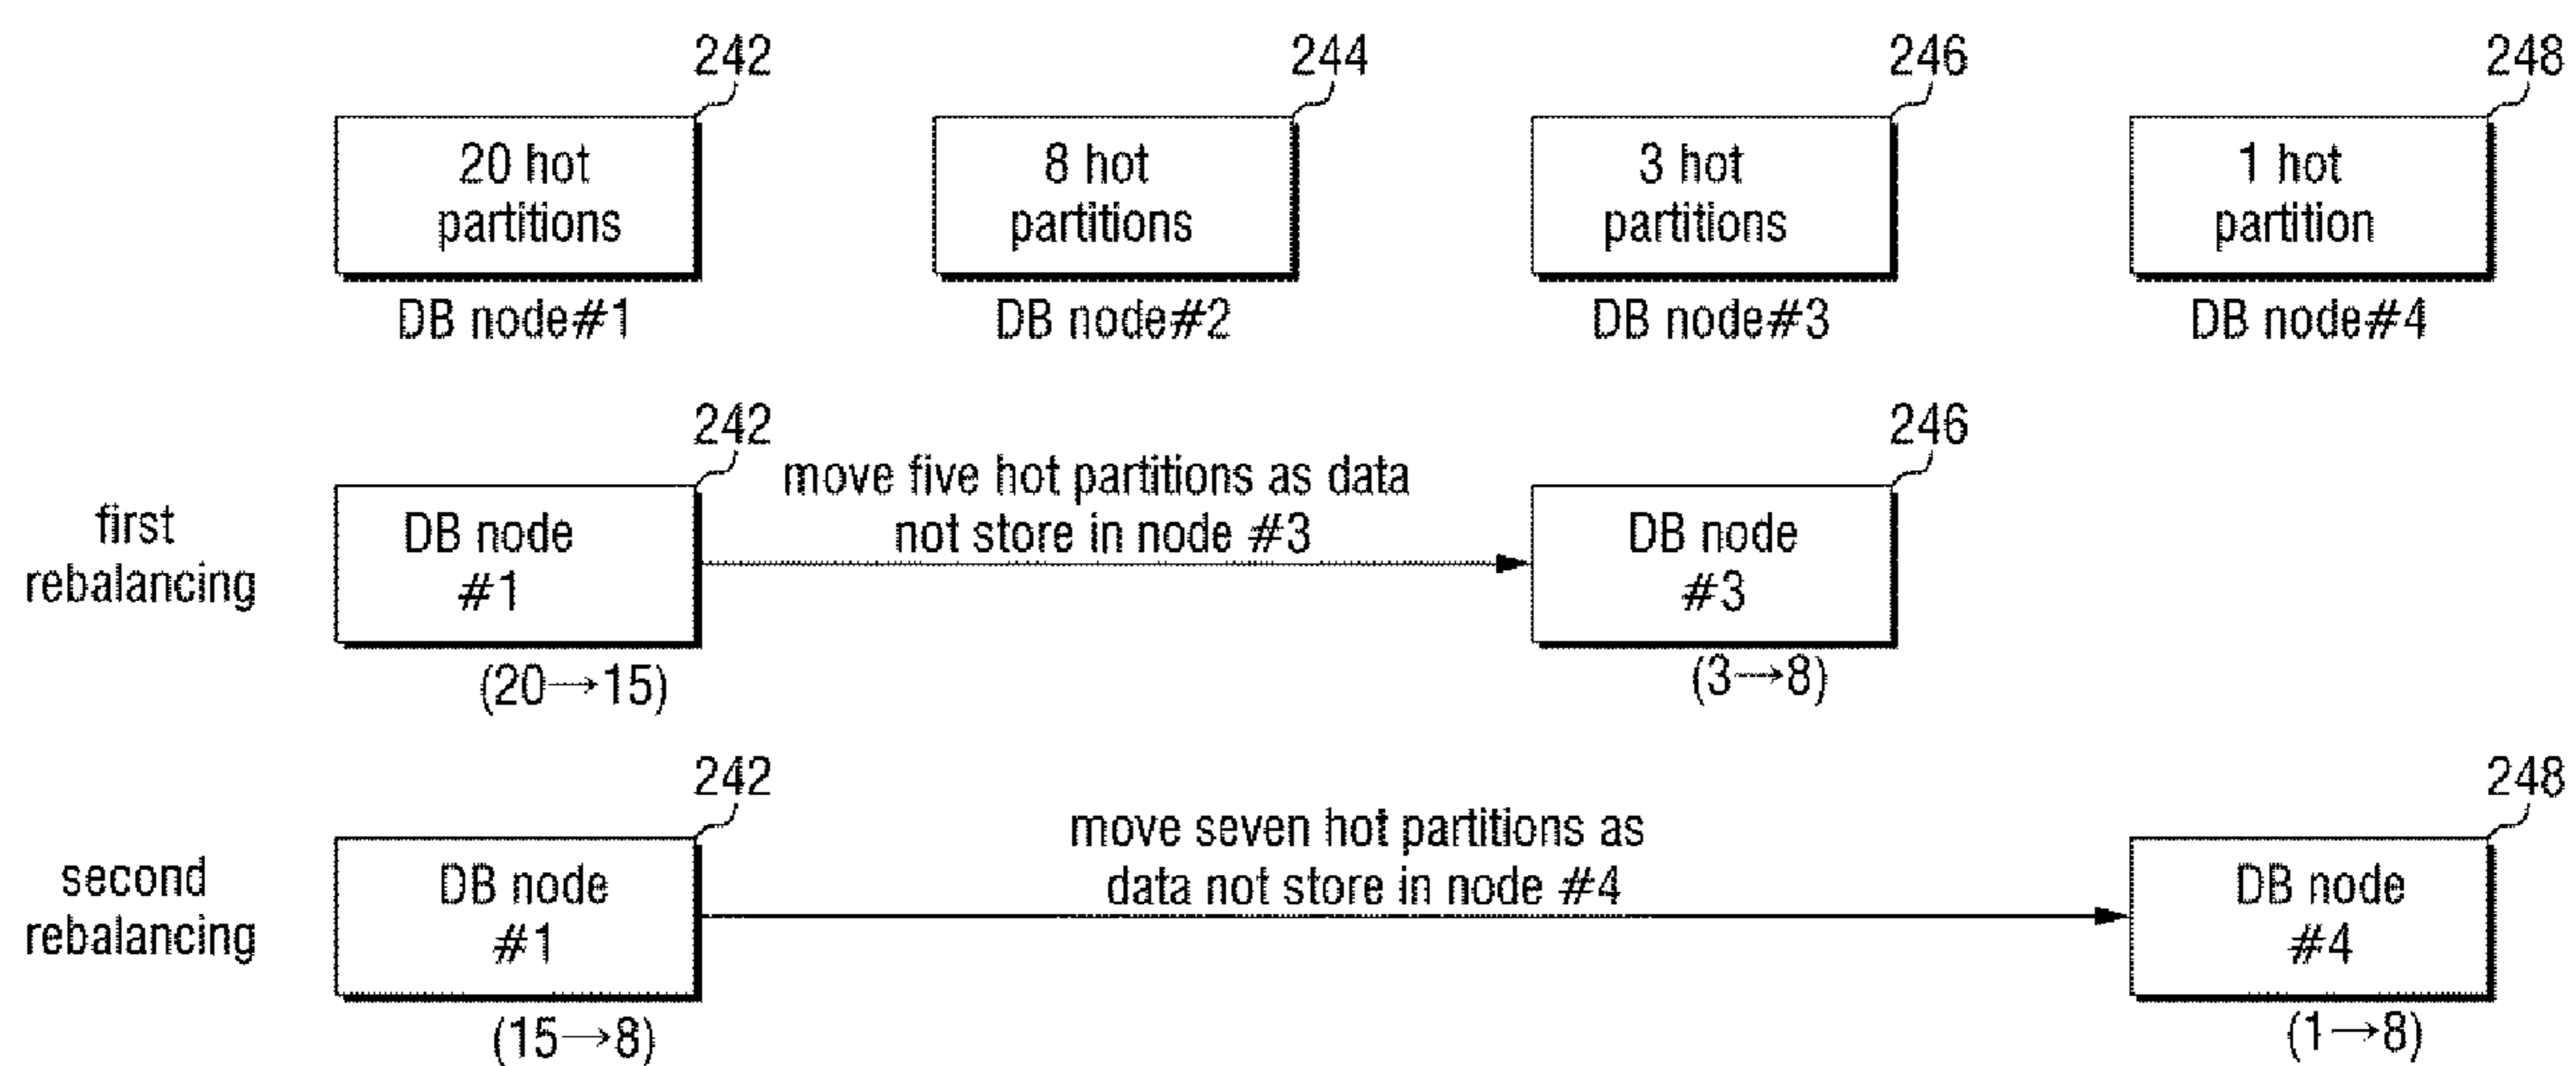 242
244
246
248
20 hot
partitions
8 hot
partitions
3 hot
partitions
1 hot
partition
DB node#1
DB node#2
DB node#3
DB node#4
242
246
first
rebalancing
DB node
#1
move five hot partitions as data
not store in node #3
DB node
#3
(20→15)
(3→8)
242
248
second
rebalancing
DB node
#1
move seven hot partitions as
data not store in node #4
DB node
#4
(15→8)
(1→8)